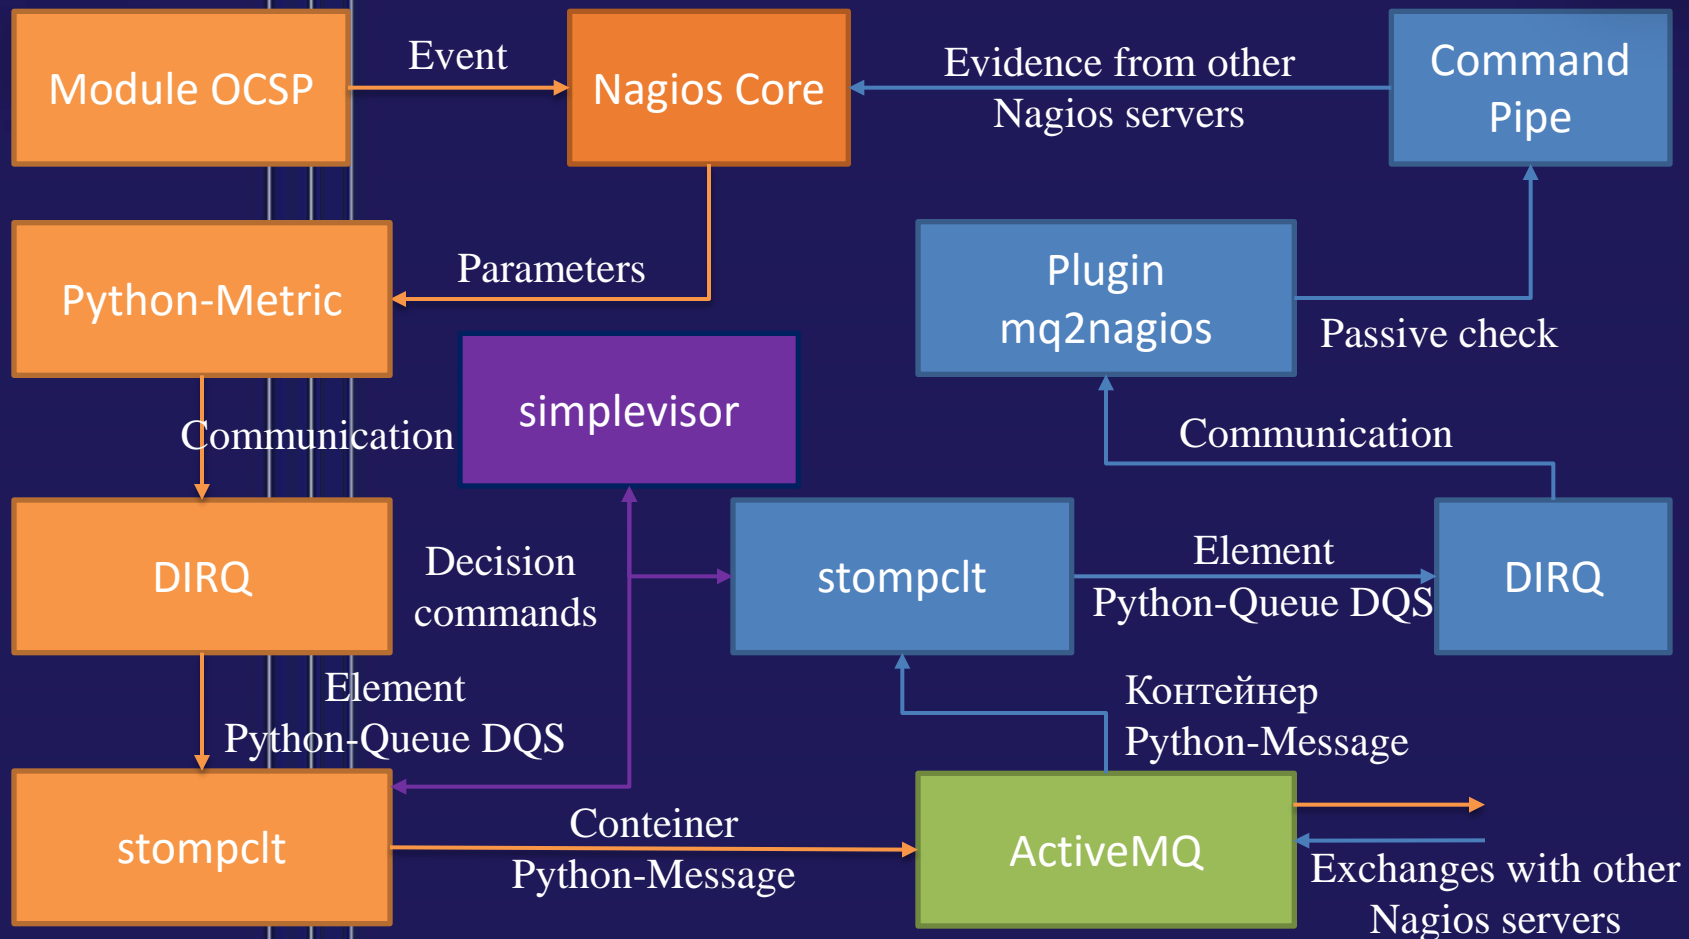 Module OCSP
Event
Nagios Core
Evidence from other
Nagios servers
Command
Pipe
Python-Metric
Parameters
Plugin
mq2nagios
Passive check
simplevisor
Communication
Communication
DIRQ
Decision
commands
stompclt
Element
Python-Queue DQS
DIRQ
Element
Python-Queue DQS
Контейнер
Python-Message
stompclt
Conteiner
Python-Message
ActiveMQ
Exchanges with other
Nagios servers